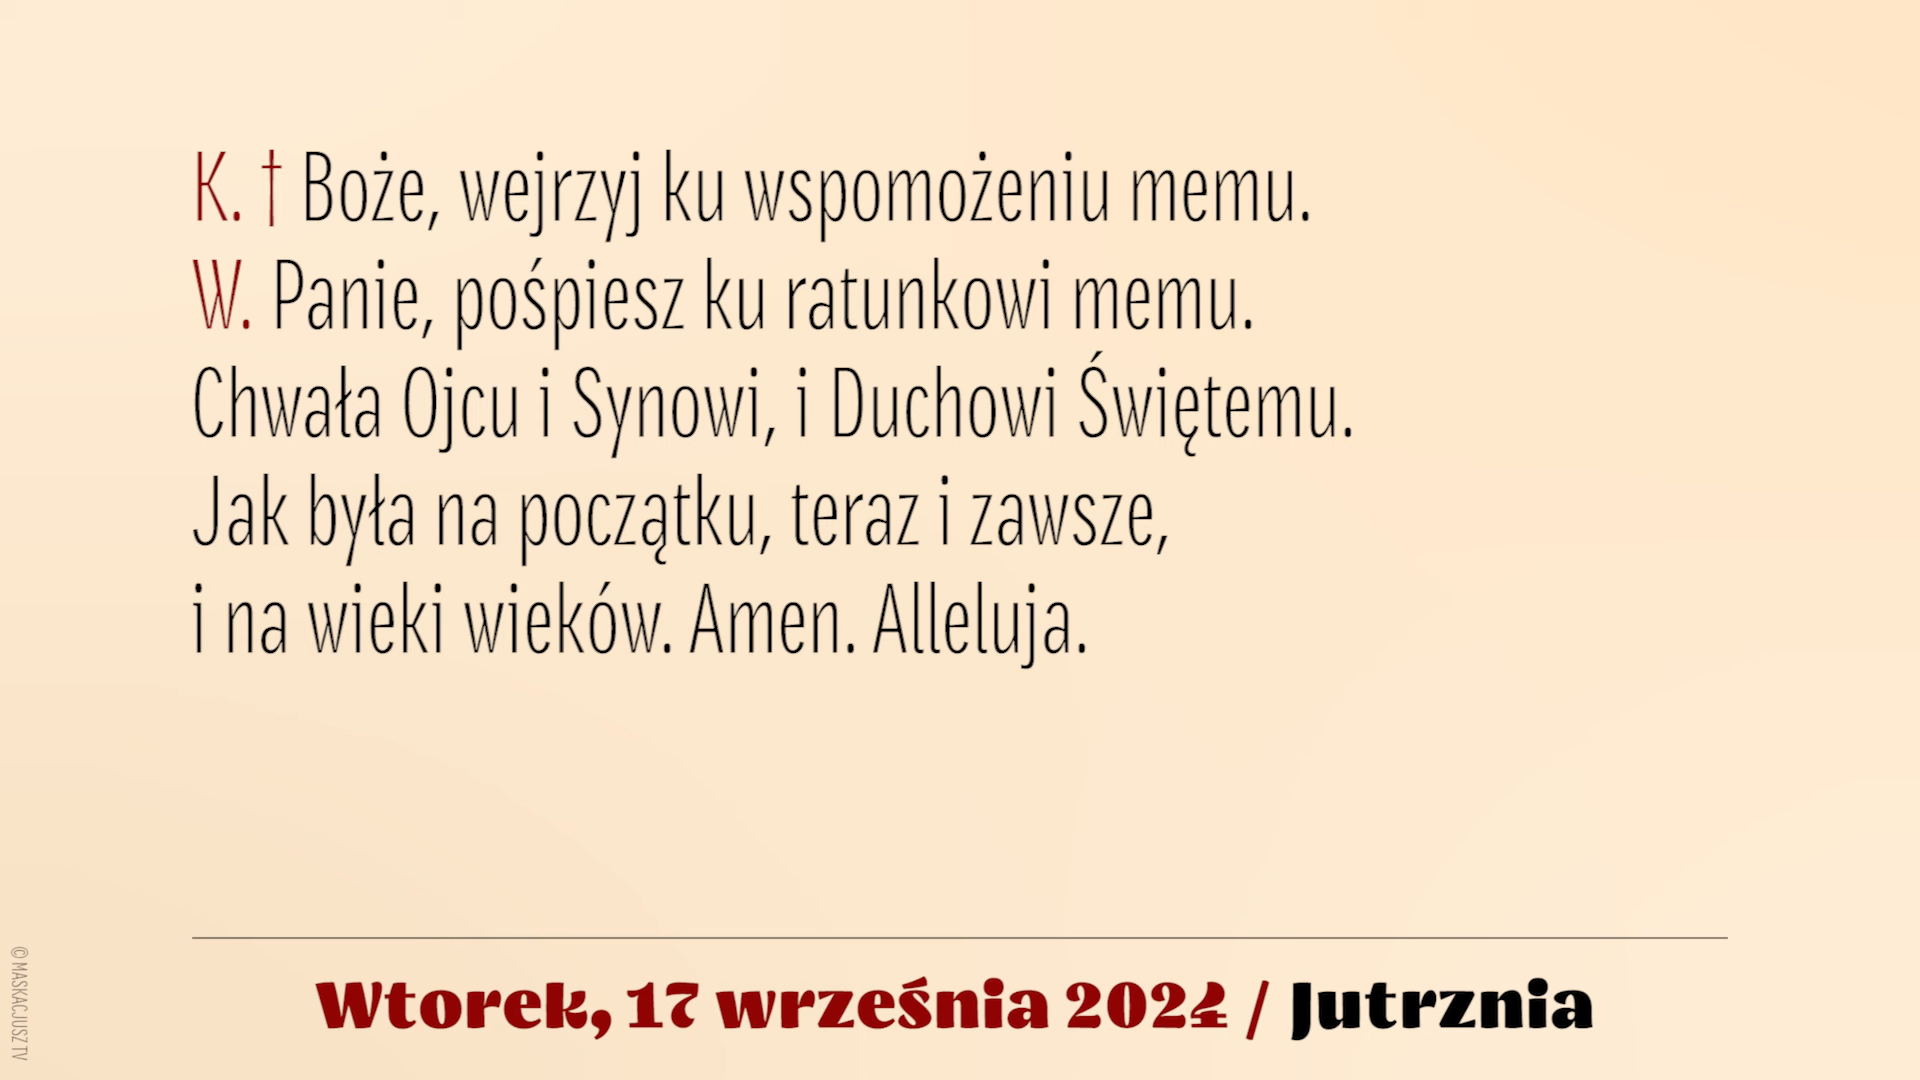 K. † Boże, wejrzyj ku wspomożeniu memu.
W. Panie, pośpiesz ku ratunkowi memu.
Chwała Ojcu i Synowi, i Duchowi Świętemu.
Jak była na początku, teraz i zawsze,
i na wieki wieków. Amen. Alleluja.
Wtorek, 17 września 2024 / Jutrznia
© MASKACJUSZ TV